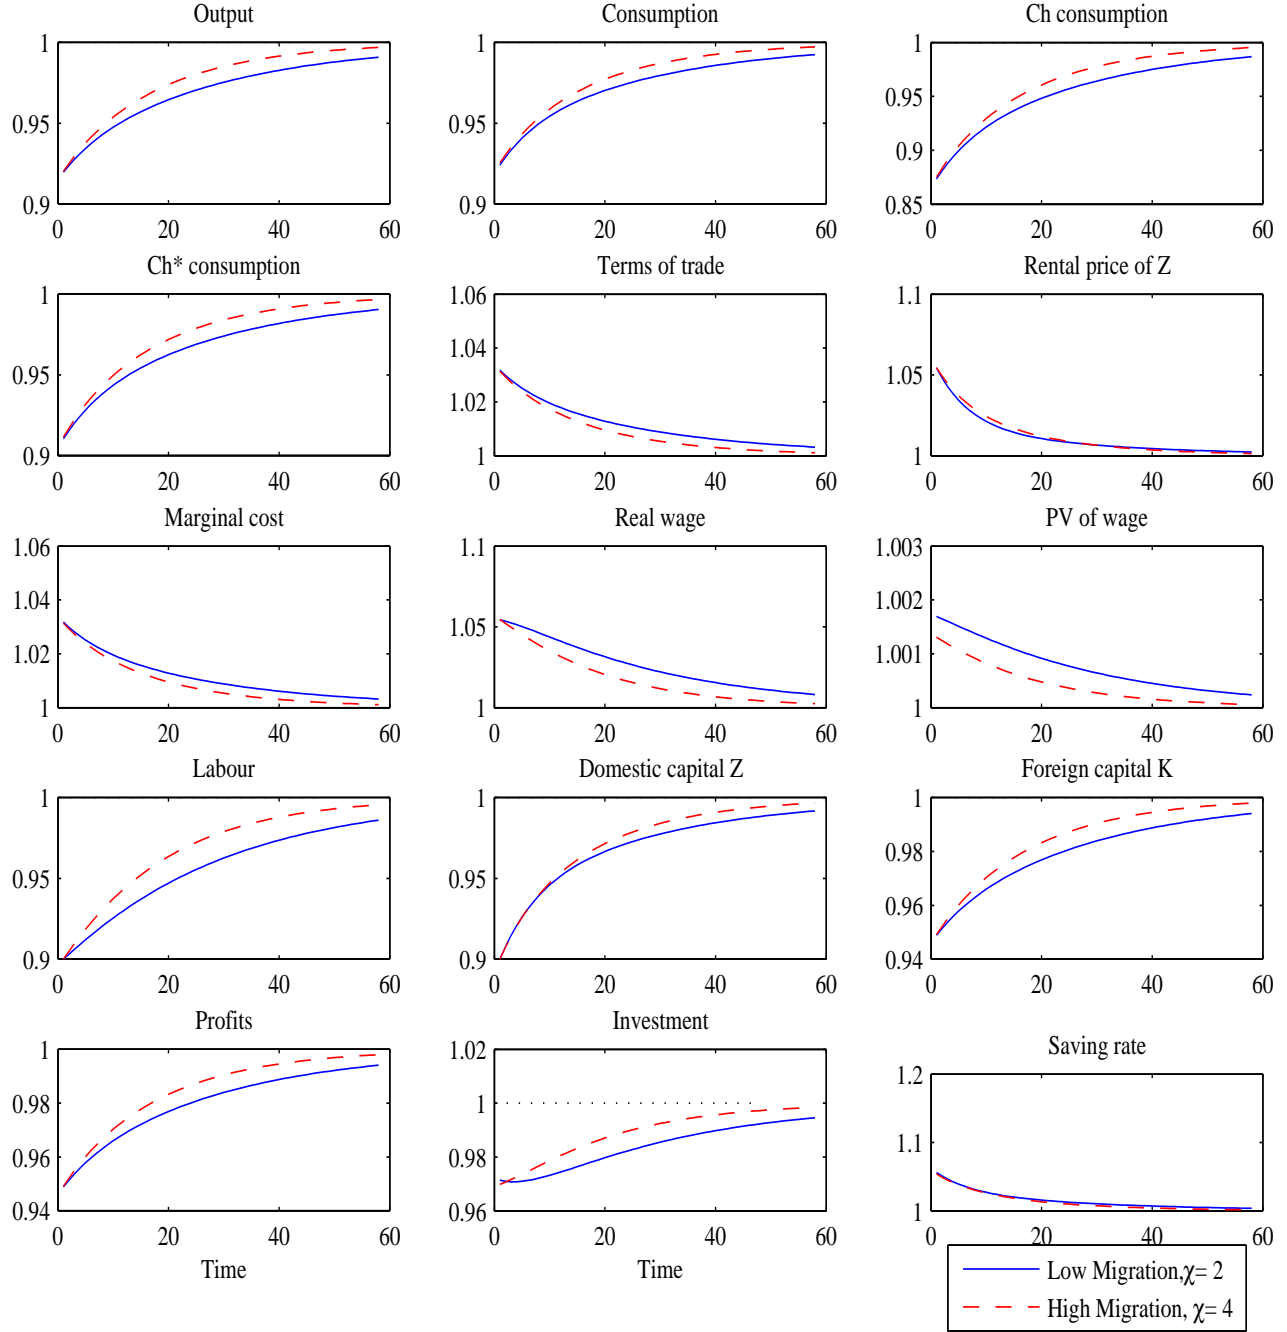 Output
Consumption
Ch consumption
1
0.95
0.9
0 20 40 60
1
0.95
0.9
0 20 40 60
1
0.95
0.9
0.85
0 20 40 60
Ch* consumption
Terms of trade
Rental price of Z
1
0.95
0.9
0 20 40 60
1.06
1.04
1.02
1
0 20 40 60
1.1
1.05
1
0 20 40 60
Marginal cost
Real wage
PV of wage
1.06
1.04
1.02
1
0 20 40 60
1.1
1.05
1
0 20 40 60
1.003
1.002
1.001
1
0 20 40 60
Labour
Domestic capital Z
Foreign capital K
1
0.95
0.9
0 20 40 60
1
0.95
0.9
0 20 40 60
1
0.98
0.96
0.94
0 20 40 60
Profits
Investment
Saving rate
1
0.98
0.96
0.94
0 20 40 60
Time
1.02
1
0.98
0.96
0 20 40 60
Time
1.2
1.1
1
0 20 40 60
Low Migration,χ= 2
High Migration, χ= 4